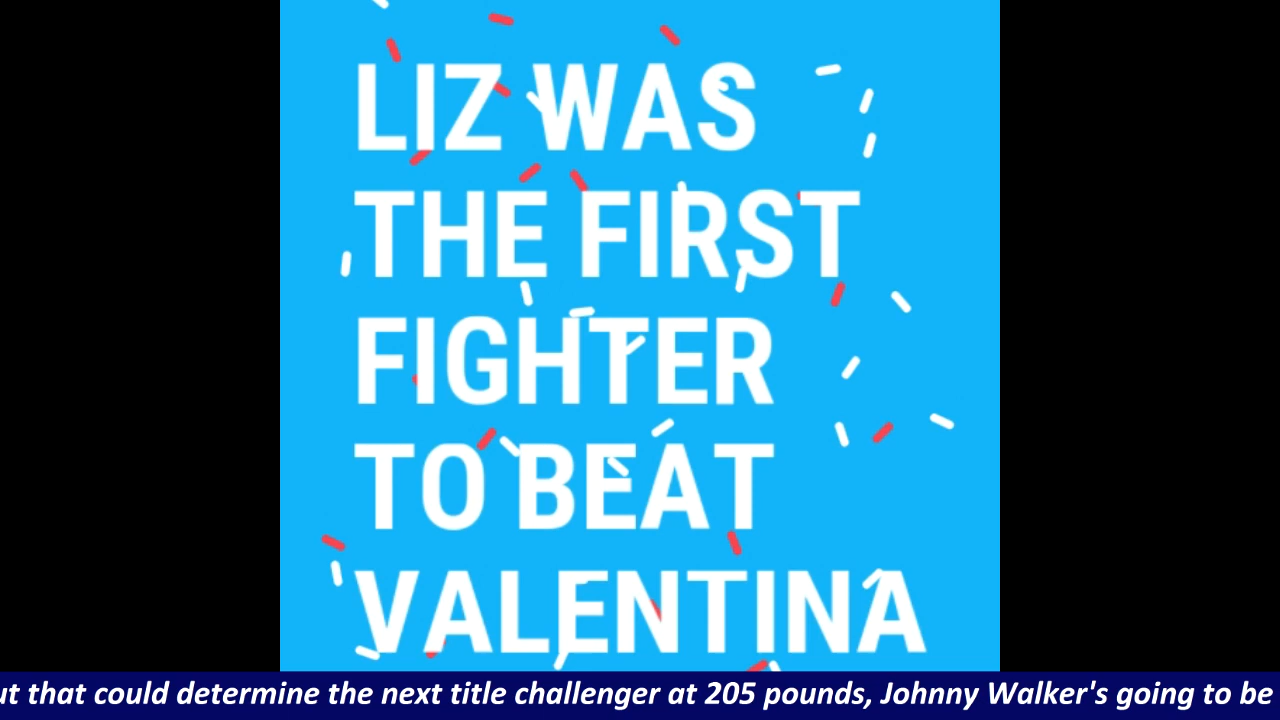 LIZ WAS
THE FIRST
FIGHTER
TO BEAT
VALENTINA
that could determine the next title challenger at 205 pounds, Johnny Walker's going to be